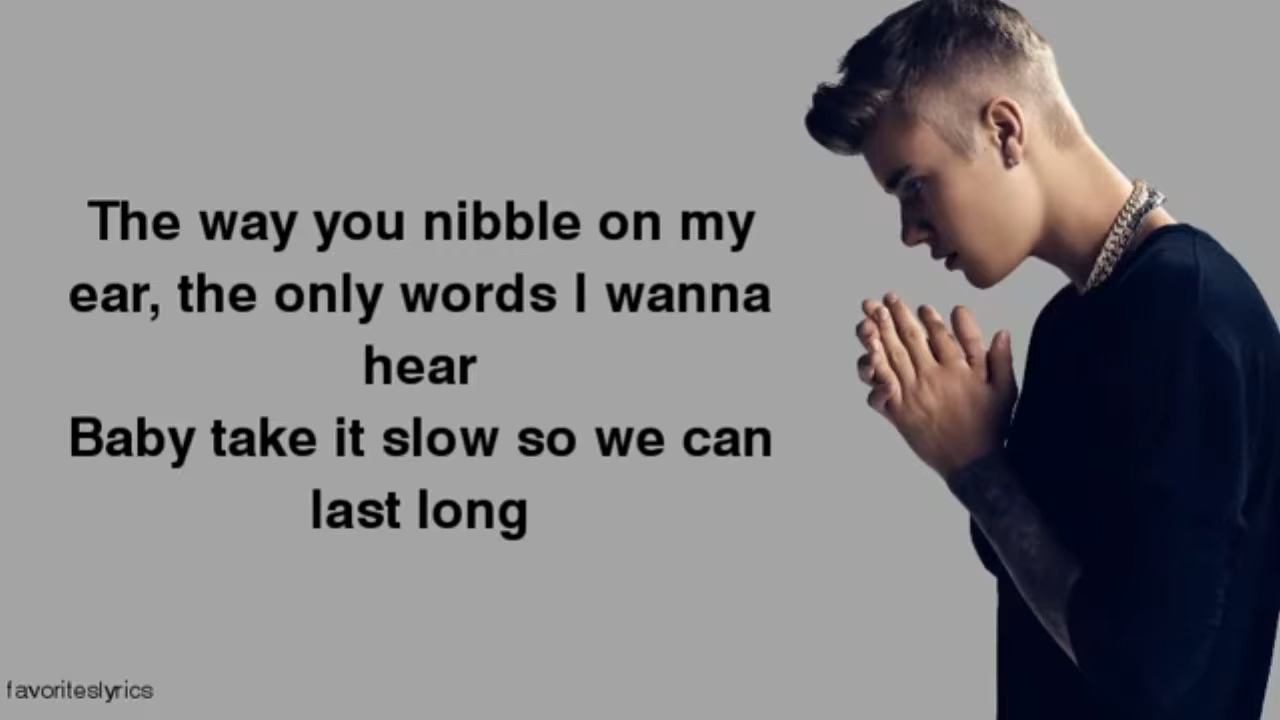 The way you nibble on my
ear, the only words I wanna
hear
Baby take it slow so we can
last long
favoriteslyrics